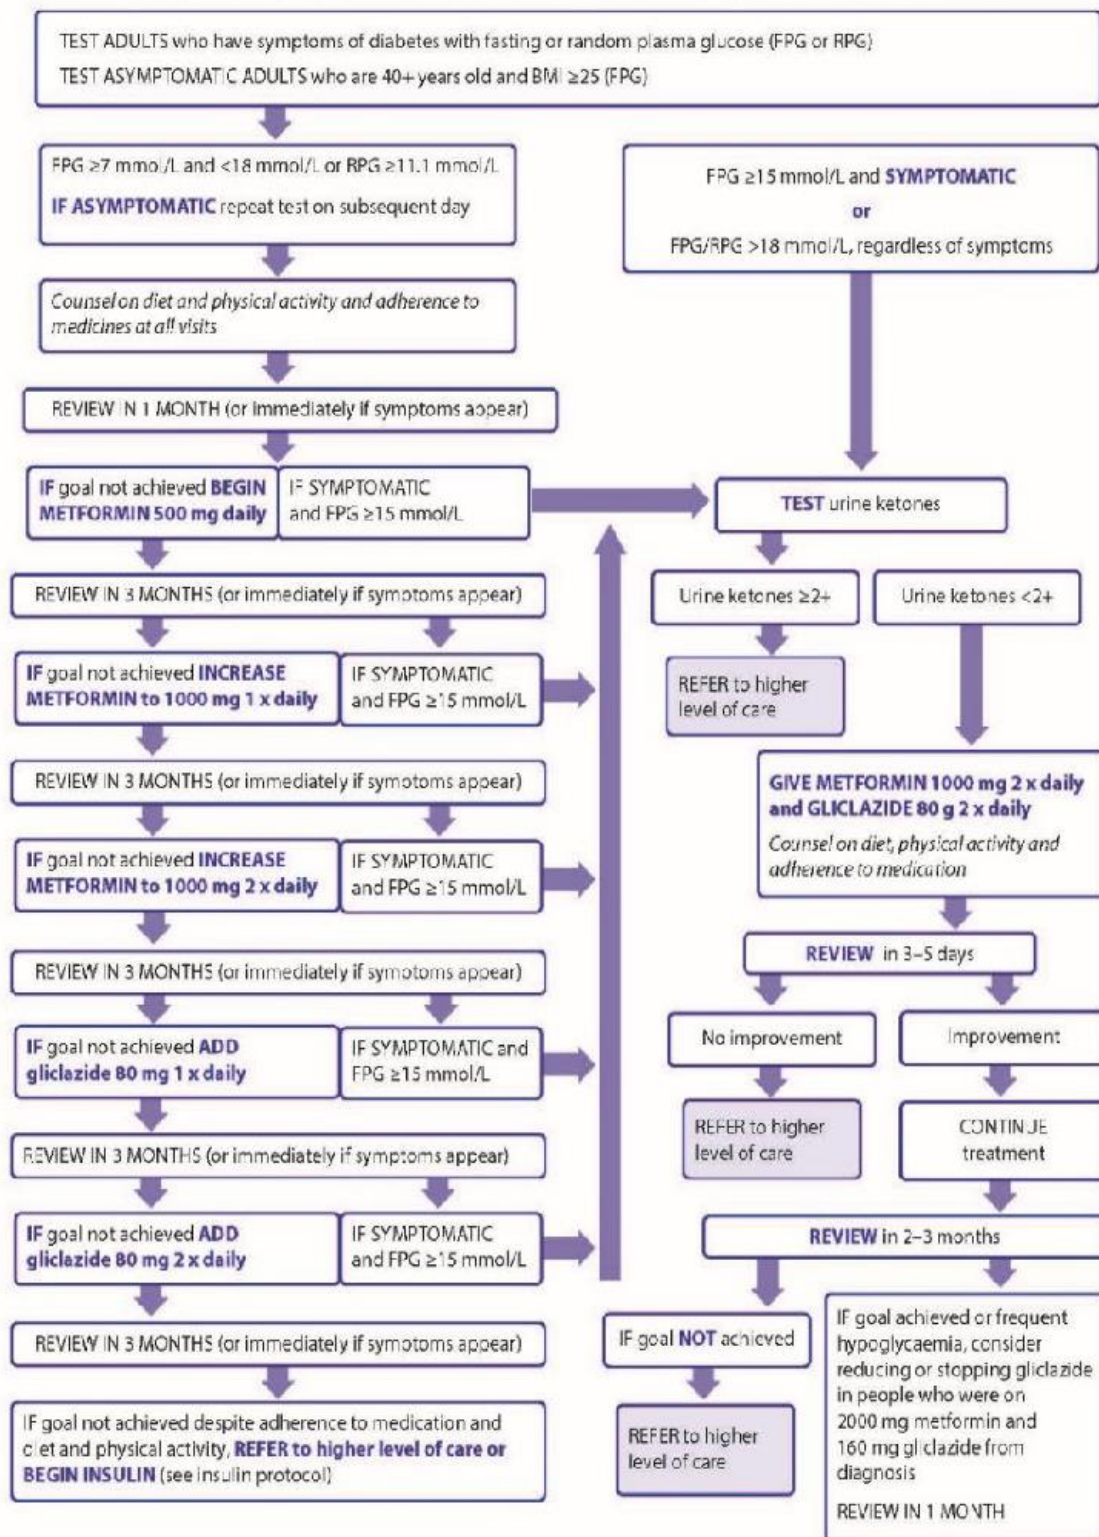 TEST ADULTS who have symptoms of diabetes with fasting or random plasma glucose (FPG or RPG)
TEST ASYMPTOMATIC ADULTS who are 40+ years old and BMI ≥25 (FPG)
FPG ≥7 mmol/L and <18 mmol/L or RPG ≥11.1 mmol/L
IF ASYMPTOMATIC repeat test on subsequent day
Counsel on diet and physical activity and adherence to
medicines at all visits
REVIEW IN 1 MONTH (or immediately if symptoms appear)
IF goal not achieved BEGIN
METFORMIN 500 mg daily
IF SYMPTOMATIC
and FPG ≥15 mmol/L
REVIEW IN 3 MONTHS (or immediately if symptoms appear)
IF goal not achieved INCREASE
METFORMIN to 1000 mg 1 x daily
IF SYMPTOMATIC
and FPG ≥15 mmol/L
REVIEW IN 3 MONTHS (or immediately if symptoms appear)
IF goal not achieved INCREASE
METFORMIN to 1000 mg 2 x daily
IF SYMPTOMATIC
and FPG ≥15 mmol/L
REVIEW IN 3 MONTHS (or immediately if symptoms appear)
IF goal not achieved ADD
gliclazide 80 mg 1 x daily
IF SYMPTOMATIC and
FPG ≥15 mmol/L
REVIEW IN 3 MONTHS (or immediately if symptoms appear)
IF goal not achieved ADD
gliclazide 80 mg 2 x daily
IF SYMPTOMATIC
and FPG ≥15 mmol/L
REVIEW IN 3 MONTHS (or immediately if symptoms appear)
IF goal not achieved despite adherence to medication and
diet and physical activity, REFER to higher level of care or
BEGIN INSULIN (see insulin protocol)
FPG ≥15 mmol/L and SYMPTOMATIC
or
FPG/RPG >18 mmol/L, regardless of symptoms
TEST urine ketones
Urine ketones ≥2+
Urine ketones <2+
REFER to higher
level of care
GIVE METFORMIN 1000 mg 2 x daily
and GLICLAZIDE 80 g 2 x daily
Counsel on diet, physical activity and
adherence to medication
REVIEW in 3–5 days
No improvement
Improvement
REFER to higher
level of care
CONTINUE
treatment
REVIEW in 2–3 months
IF goal NOT achieved
REFER to higher
level of care
IF goal achieved or frequent
hypoglycaemia, consider
reducing or stopping gliclazide
in people who were on
2000 mg metformin and
160 mg gliclazide from
diagnosis
REVIEW IN 1 MONTH